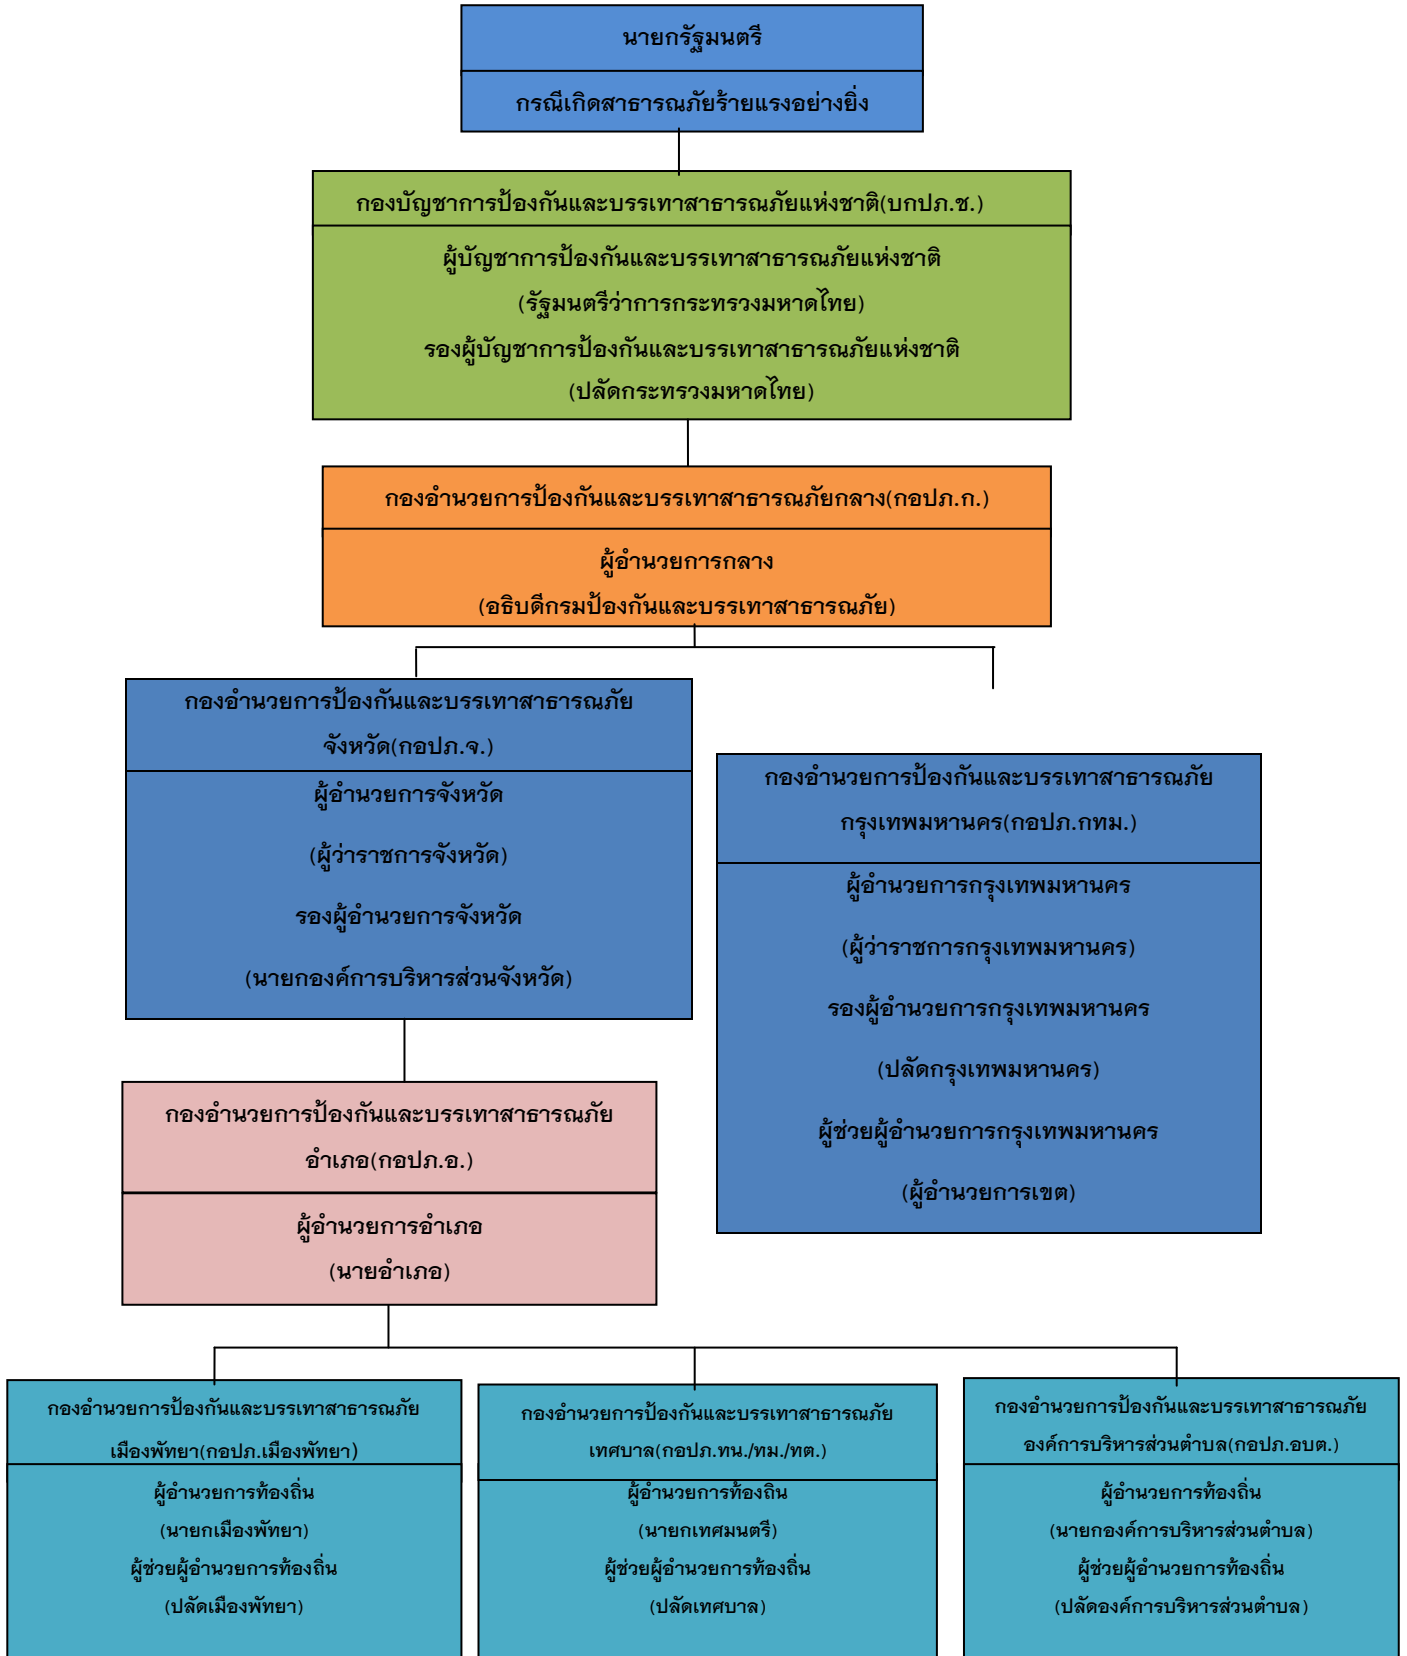 นายกรัฐมนตรี
กรณีเกิดสาธารณภัยร้ายแรงอย่างยิ่ง
กองบัญชาการป้องกันและบรรเทาสาธารณภัยแห่งชาติ(บกปภ.ช.)
ผู้บัญชาการป้องกันและบรรเทาสาธารณภัยแห่งชาติ
(รัฐมนตรีว่าการกระทรวงมหาดไทย)
รองผู้บัญชาการป้องกันและบรรเทาสาธารณภัยแห่งชาติ
(ปลัดกระทรวงมหาดไทย)
กองอำนวยการป้องกันและบรรเทาสาธารณภัยกลาง(กอปภ.ก.)
ผู้อำนวยการกลาง
(อธิบดีกรมป้องกันและบรรเทาสาธารณภัย)
กองอำนวยการป้องกันและบรรเทาสาธารณภัย
จังหวัด(กอปภ.จ.)
ผู้อำนวยการจังหวัด
(ผู้ว่าราชการจังหวัด)
รองผู้อำนวยการจังหวัด
(นายกองค์การบริหารส่วนจังหวัด)
กองอำนวยการป้องกันและบรรเทาสาธารณภัย
กรุงเทพมหานคร(กอปภ.กทม.)
ผู้อำนวยการกรุงเทพมหานคร
(ผู้ว่าราชการกรุงเทพมหานคร)
รองผู้อำนวยการกรุงเทพมหานคร
(ปลัดกรุงเทพมหานคร)
ผู้ช่วยผู้อำนวยการกรุงเทพมหานคร
(ผู้อำนวยการเขต)
กองอำนวยการป้องกันและบรรเทาสาธารณภัย
อำเภอ(กอปภ.อ.)
ผู้อำนวยการอำเภอ
(นายอำเภอ)
กองอำนวยการป้องกันและบรรเทาสาธารณภัย
เมืองพัทยา(กอปภ.เมืองพัทยา)
ผู้อำนวยการท้องถิ่น
(นายกเมืองพัทยา)
ผู้ช่วยผู้อำนวยการท้องถิ่น
(ปลัดเมืองพัทยา)
กองอำนวยการป้องกันและบรรเทาสาธารณภัย
เทศบาล(กอปภ.ทน./ทม./ทต.)
ผู้อำนวยการท้องถิน
(นายกเทศมนตรี)
ผู้ช่วยผู้อำนวยการท้องถิ่น
(ปลัดเทศบาล)
กองอำนวยการป้องกันและบรรเทาสาธารณภัย
องค์การบริหารส่วนตำบล(กอปภ.อบต.)
ผู้อำนวยการท้องถิ่น
(นายกองค์การบริหารส่วนตำบล)
ผู้ช่วยผู้อำนวยการท้องถิ่น
(ปลัดองค์การบริหารส่วนตำบล)